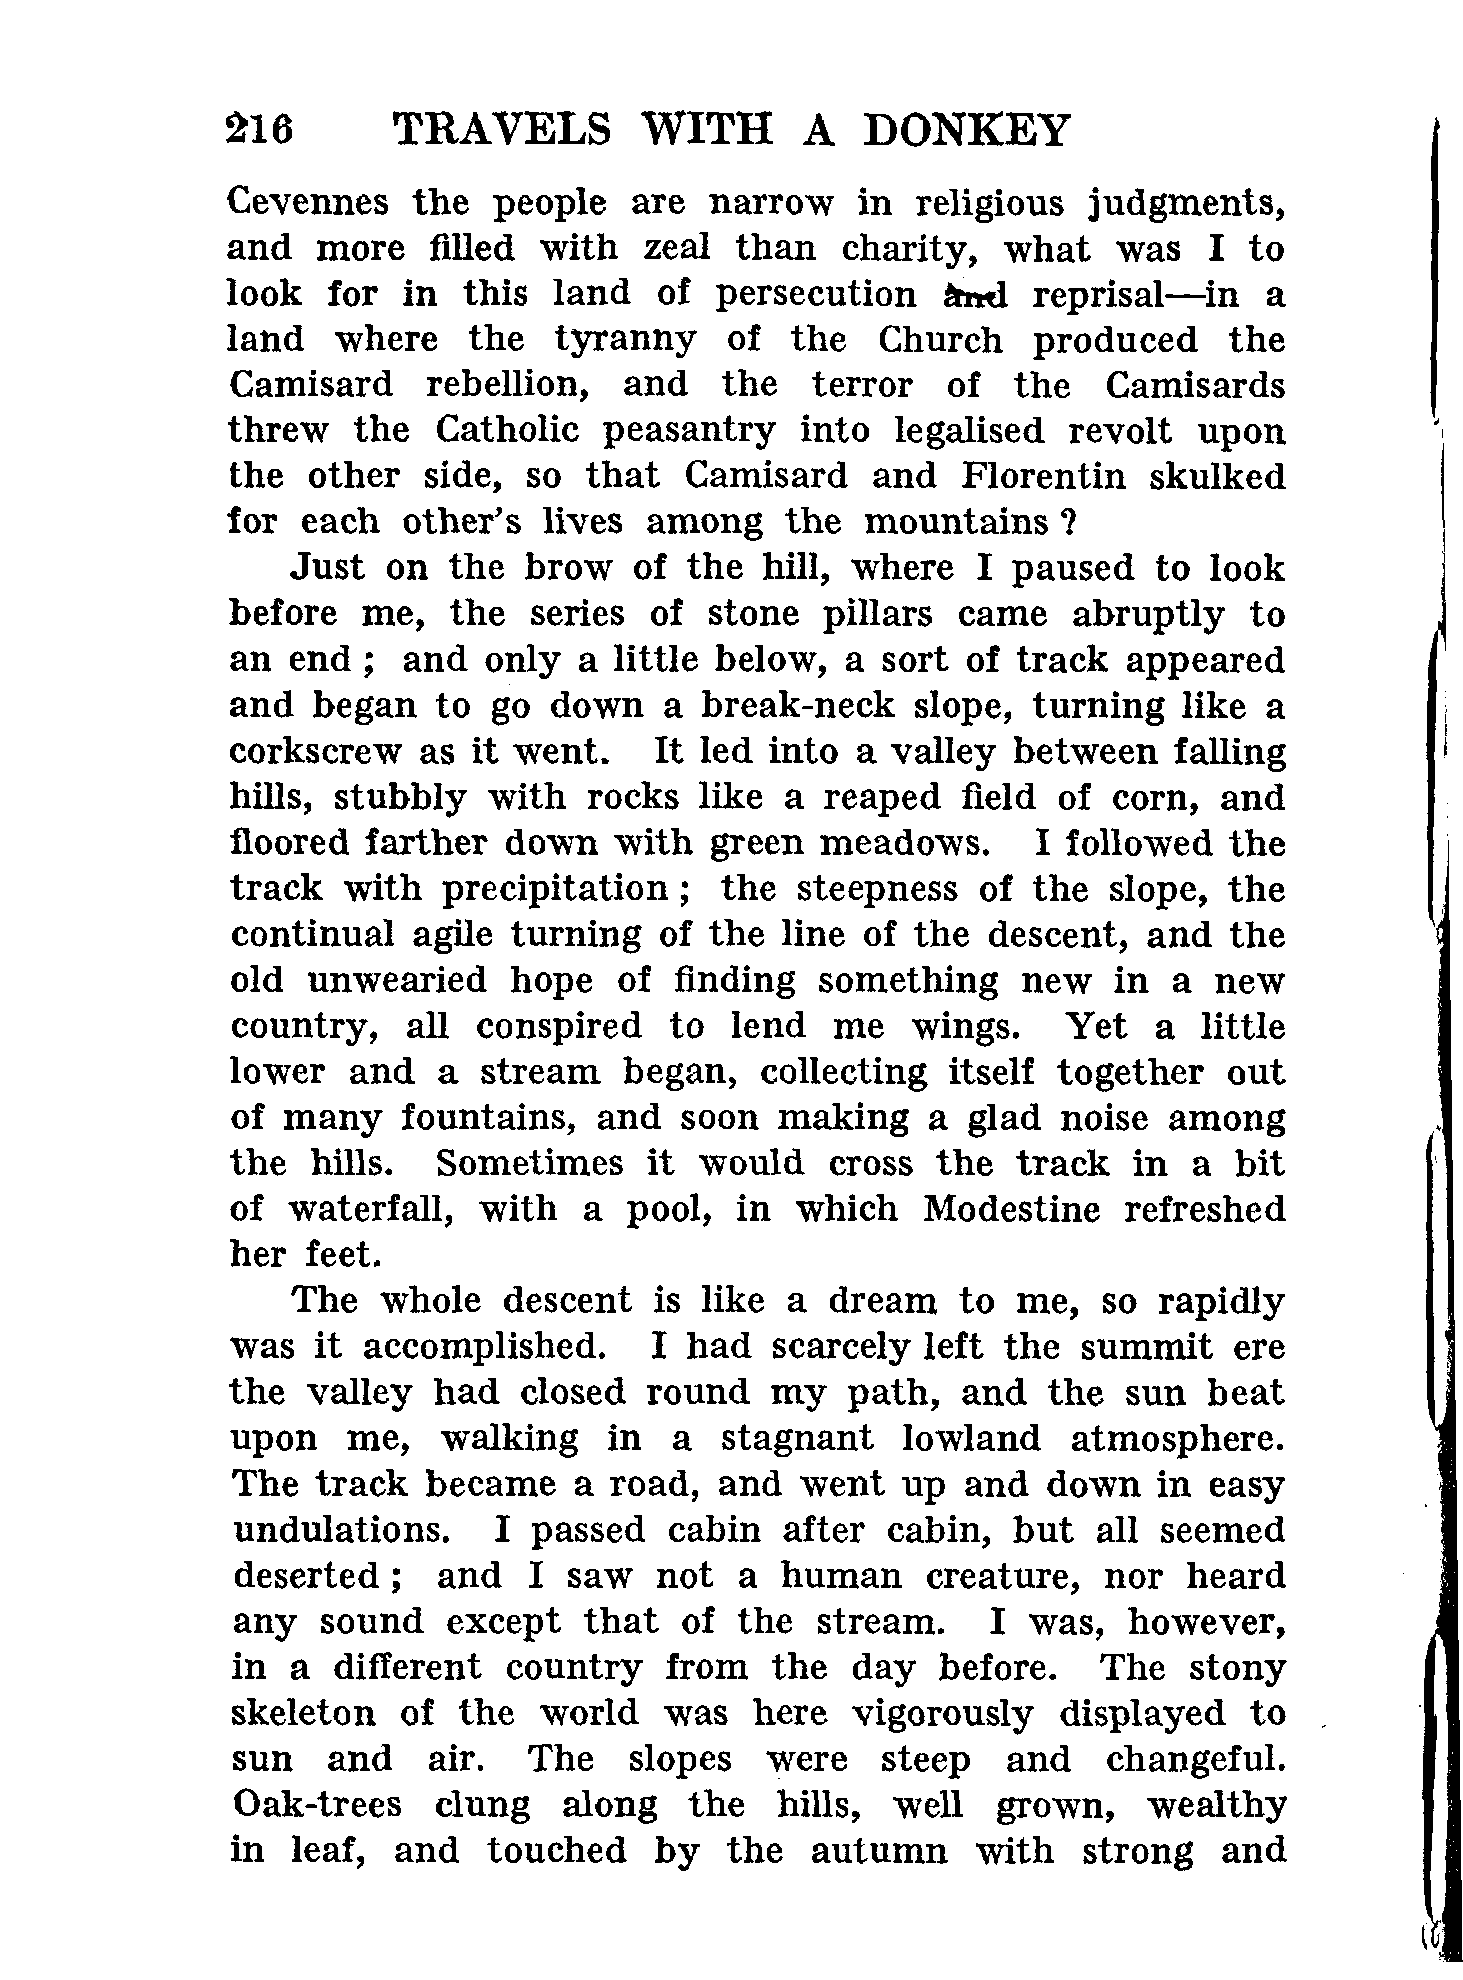 216 TRAVELS WITH A DONKEY
Cevennes the people are narrow in religious judgments,
and more filled with zeal than charity, what was I to
look for in this land of persecution and reprisal—in a
land where the tyranny of the Church produced the
Camisard rebellion, and the terror of the Camisards
threw the Catholic peasantry into legalised revolt upon
the other side, so that Camisard and Florentin skulked
for each other's lives among the mountains ?
Just on the brow of the hill, where I paused to look
before me, the series of stone pillars came abruptly to
an end ; and only a little below, a sort of track appeared
and began to go down a break-neck slope, turning like a
corkscrew as it went. It led into a valley between falling
hills, stubbly with rocks like a reaped field of corn, and
floored farther down with green meadows. I followed the
track with precipitation ; the steepness of the slope, the
continual agile turning of the line of the descent, and the
old unwearied hope of finding something new in a new
country, all conspired to lend me wings. Yet a little
lower and a stream began, collecting itself together out
of many fountains, and soon making a glad noise among
the hills. Sometimes it would cross the track in a bit
of waterfall, with a pool, in which Modestine refreshed
her feet.
The whole descent is like a dream to me, so rapidly
was it accomplished. I had scarcely left the summit ere
the valley had closed round my path, and the sun beat
upon me, walking in a stagnant lowland atmosphere.
The track became a road, and went up and down in easy
undulations. I passed cabin after cabin, but all seemed
deserted ; and I saw not a human creature, nor heard
any sound except that of the stream. I was, however,
in a different country from the day before. The stony
skeleton of the world was here vigorously displayed to
sun and air. The slopes were steep and changeful.
Oak-trees clung along the hills, well grown, wealthy
in leaf, and touched by the autumn with strong and